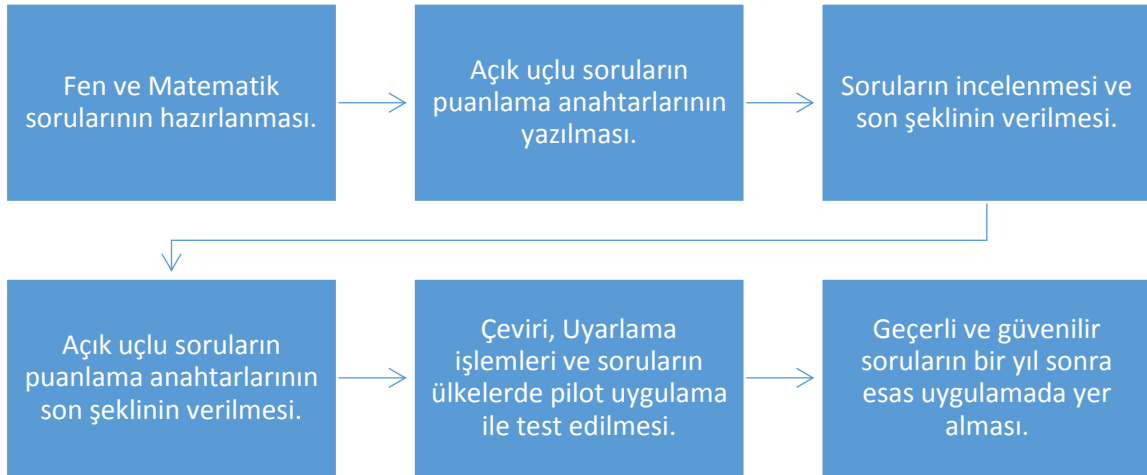 Fen ve Matematik
sorularının hazırlanması.
Açık uçlu soruların
puanlama anahtarlarının
yazılması.
Soruların incelenmesi ve
son şeklinin verilmesi.
Açık uçlu soruların
puanlama anahtarlarının
son şeklinin verilmesi.
Çeviri, Uyarlama
işlemleri ve soruların
ülkelerde pilot uygulama
ile test edilmesi.
Geçerli ve güvenilir
soruların bir yıl sonra
esas uygulamada yer
alması.